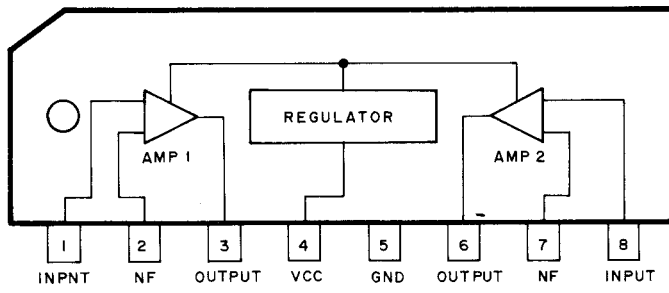 REGULATOR
AMP 1
AMP 2
1 2 3 4 5 6 7 8
INPNT NF OUTPUT VCC GND OUTPUT NF INPUT